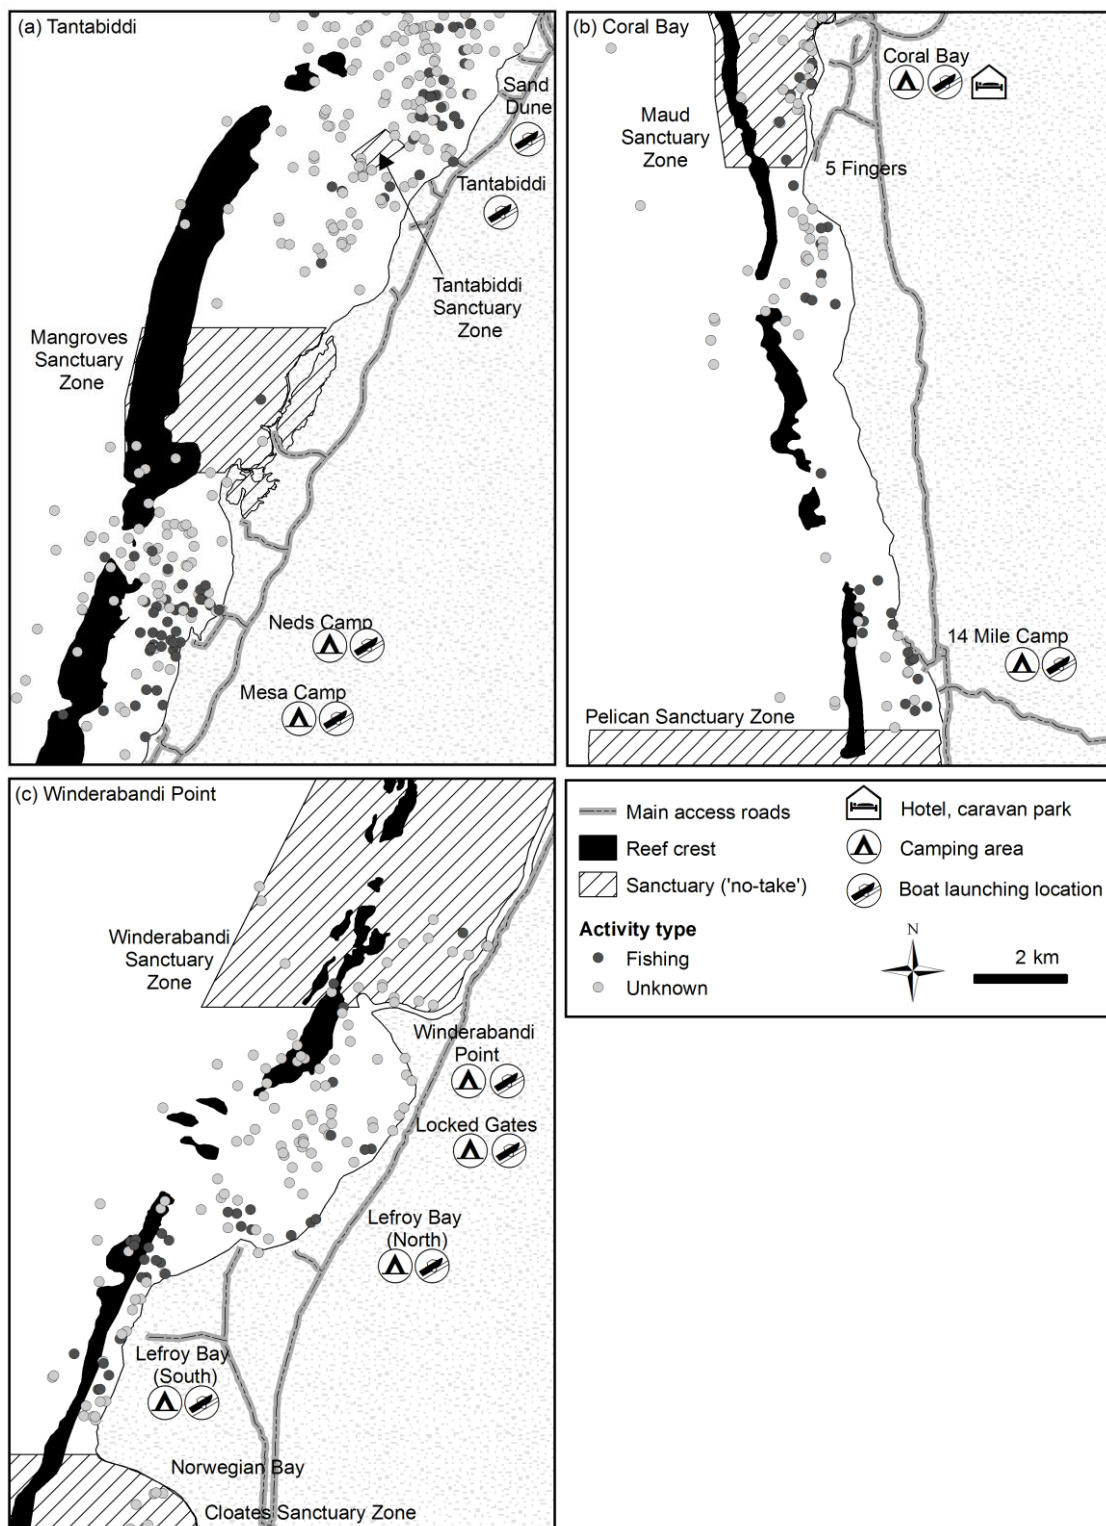 (a) Tantabiddi
Sand
Dune
Tantabiddi
Tantabiddi
Sanctuary
Zone
Mangroves
Sanctuary
Zone
Neds Camp
Mesa Camp
(b) Coral Bay
Coral Bay
Maud
Sanctuary
Zone
5 Fingers
14 Mile Camp
Pelican Sanctuary Zone
(c) Winderabandi Point
Winderabandi
Sanctuary
Zone
Winderabandi
Point
Locked Gates
Lefroy Bay
(North)
Lefroy Bay
(South)
Norwegian Bay
Cloates Sanctuary Zone
Main access roads
Reef crest
Sanctuary ('no-take')
Hotel, caravan park
Camping area
Boat launching location
Activity type
Fishing
Unknown
N
2 km